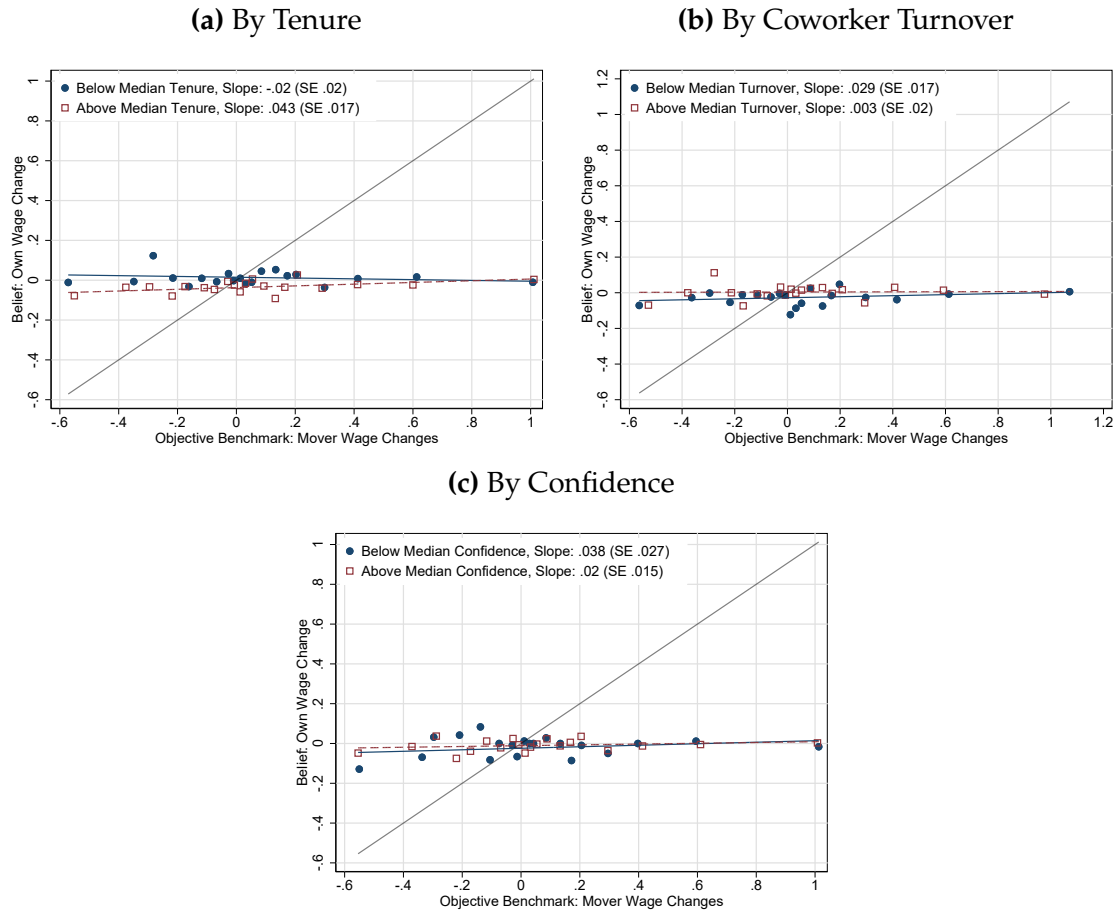 (a) By Tenure
Below Median Tenure, Slope: -.02 (SE .02)
Above Median Tenure, Slope: .043 (SE .017)
Belief: Own Wage Change
1
.8
.6
.4
.2
0
-.2
-.4
-.6
-.6 -.4 -.2 0 .2 .4 .6 .8 1
Objective Benchmark: Mover Wage Changes
(b) By Coworker Turnover
Below Median Turnover, Slope: .029 (SE .017)
Above Median Turnover, Slope: .003 (SE .02)
Belief: Own Wage Change
1.2
1
.8
.6
.4
.2
0
-.2
-.4
-.6
-.6 -.4 -.2 0 .2 .4 .6 .8 1 1.2
Objective Benchmark: Mover Wage Changes
(c) By Confidence
Below Median Confidence, Slope: .038 (SE .027)
Above Median Confidence, Slope: .02 (SE .015)
Belief: Own Wage Change
1
.8
.6
.4
.2
0
-.2
-.4
-.6
-.6 -.4 -.2 0 .2 .4 .6 .8 1
Objective Benchmark: Mover Wage Changes